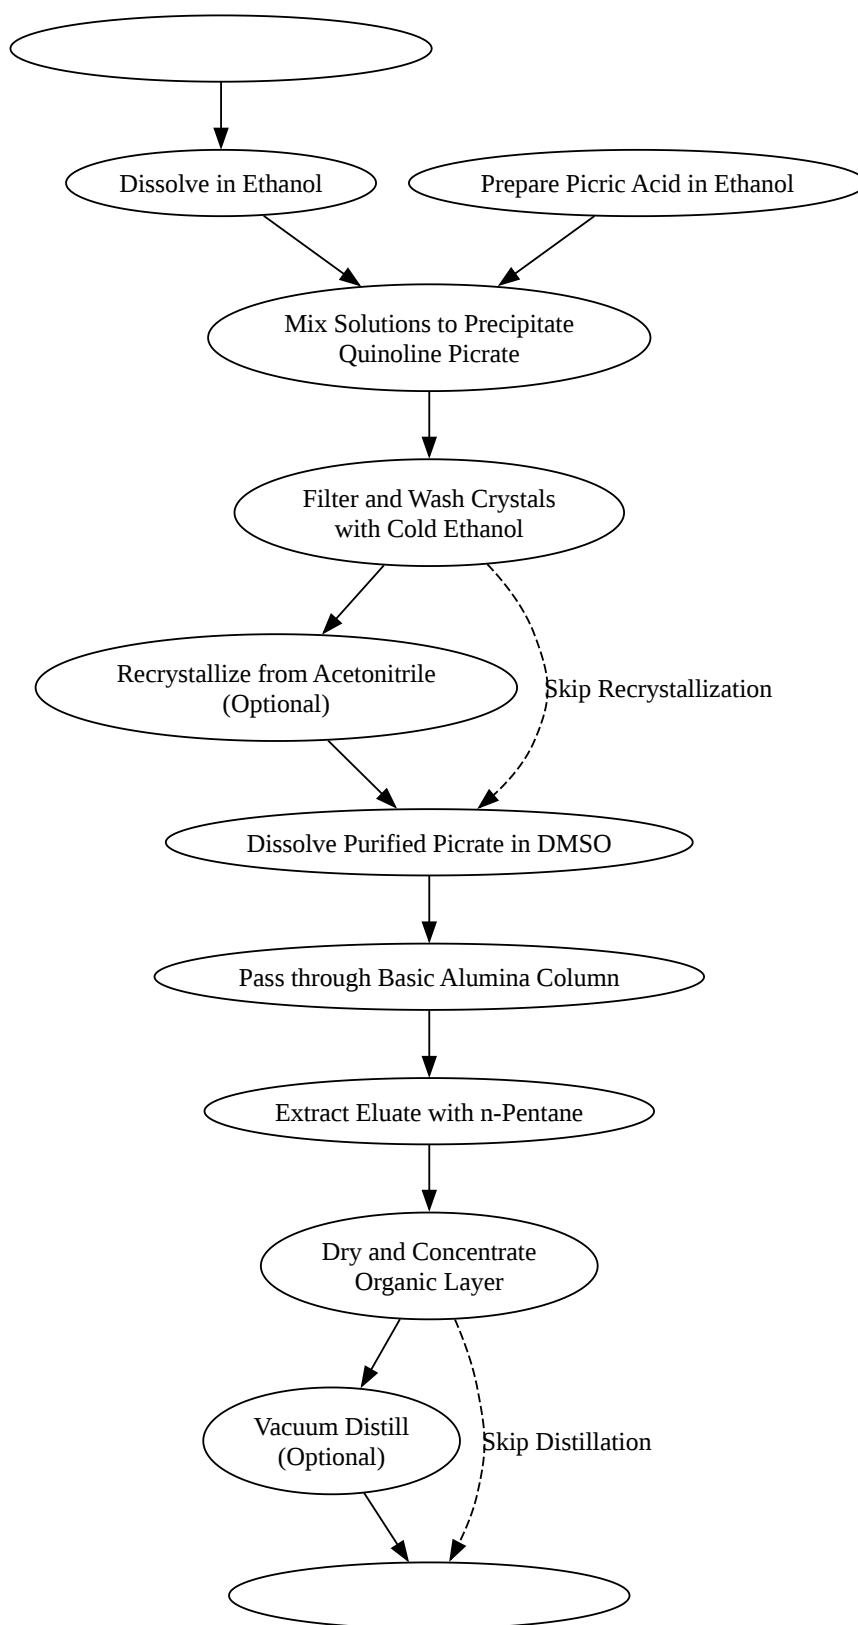 Dissolve in Ethanol
Prepare Picric Acid in Ethanol
Mix Solutions to Precipitate
Quinoline Picrate
Filter and Wash Crystals
with Cold Ethanol
Recrystallize from Acetonitrile
(Optional)
Skip Recrystallization
Dissolve Purified Picrate in DMSO
Pass through Basic Alumina Column
Extract Eluate with n-Pentane
Dry and Concentrate
Organic Layer
Vacuum Distill
(Optional)
Skip Distillation